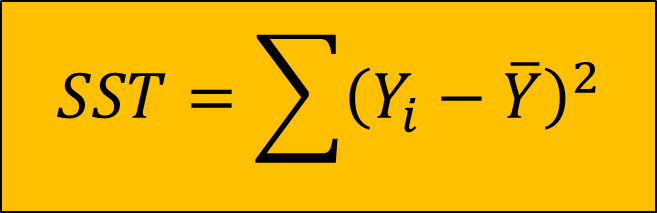 SST = ∑(Yᵢ − Ȳ)²